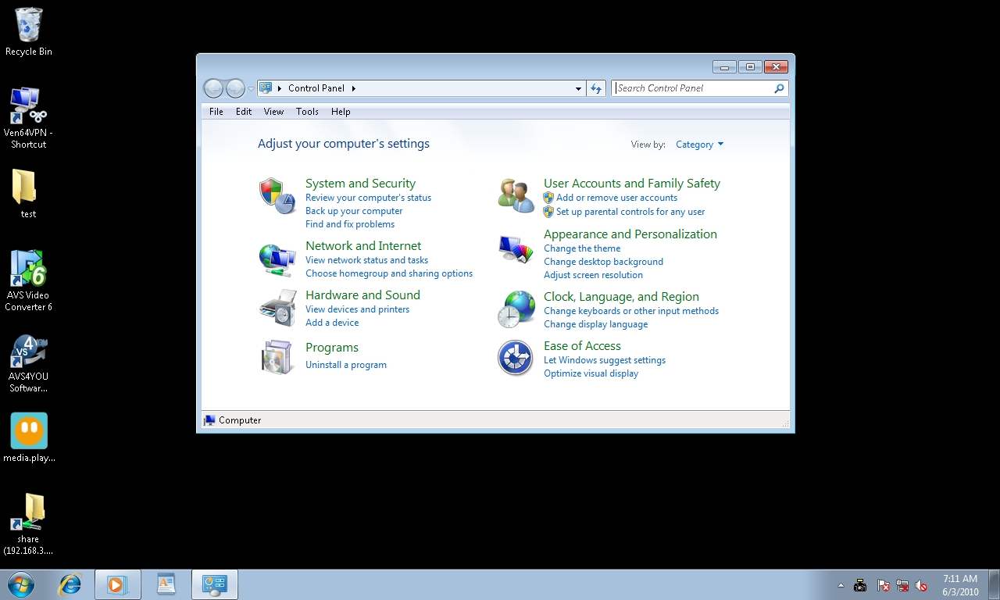 Recycle Bin
Ven64VPN -
Shortcut
test
AVS Video
Converter 6
AVS4YOU
Softwar...
media.play...
share
(192.168.3....
Control Panel
Search Control Panel
File Edit View Tools Help
Adjust your computer's settings
View by: Category
System and Security
Review your computer's status
Back up your computer
Find and fix problems
Network and Internet
View network status and tasks
Choose homegroup and sharing options
Hardware and Sound
View devices and printers
Add a device
Programs
Uninstall a program
User Accounts and Family Safety
Add or remove user accounts
Set up parental controls for any user
Appearance and Personalization
Change the theme
Change desktop background
Adjust screen resolution
Clock, Language, and Region
Change keyboards or other input methods
Change display language
Ease of Access
Let Windows suggest settings
Optimize visual display
Computer
7:11 AM
6/3/2010